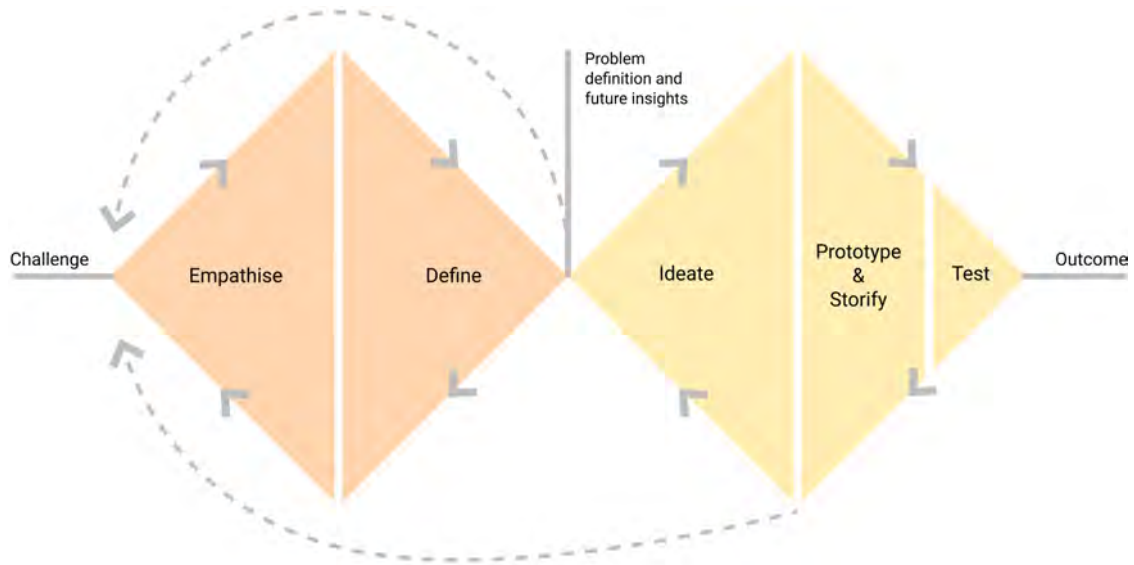 Problem
definition and
future insights
Challenge
Empathise
Define
Ideate
Prototype
&
Storify
Test
Outcome